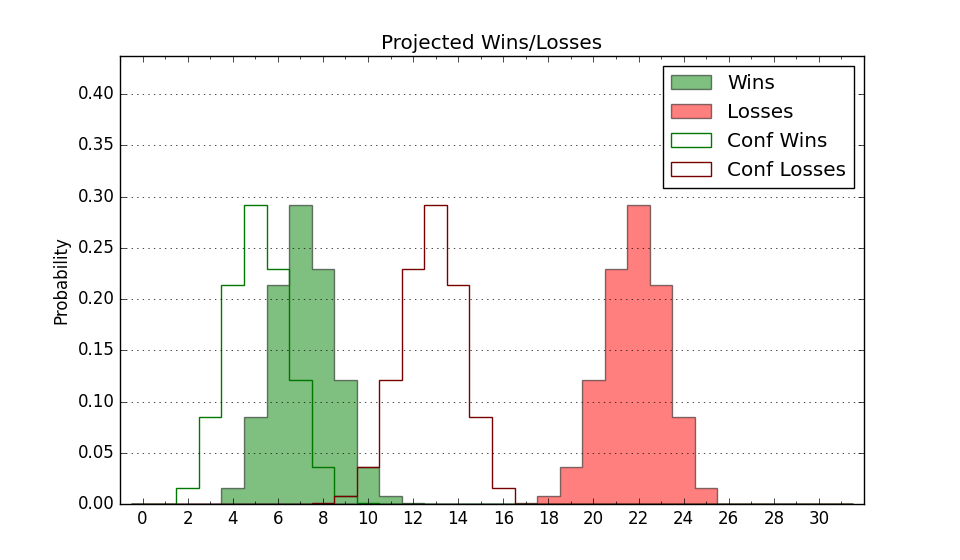 Projected Wins/Losses
Wins
Losses
Conf Wins
Conf Losses
Probability
0.40
0.35
0.30
0.25
0.20
0.15
0.10
0.05
0.00
0 2 4 6 8 10 12 14 16 18 20 22 24 26 28 30